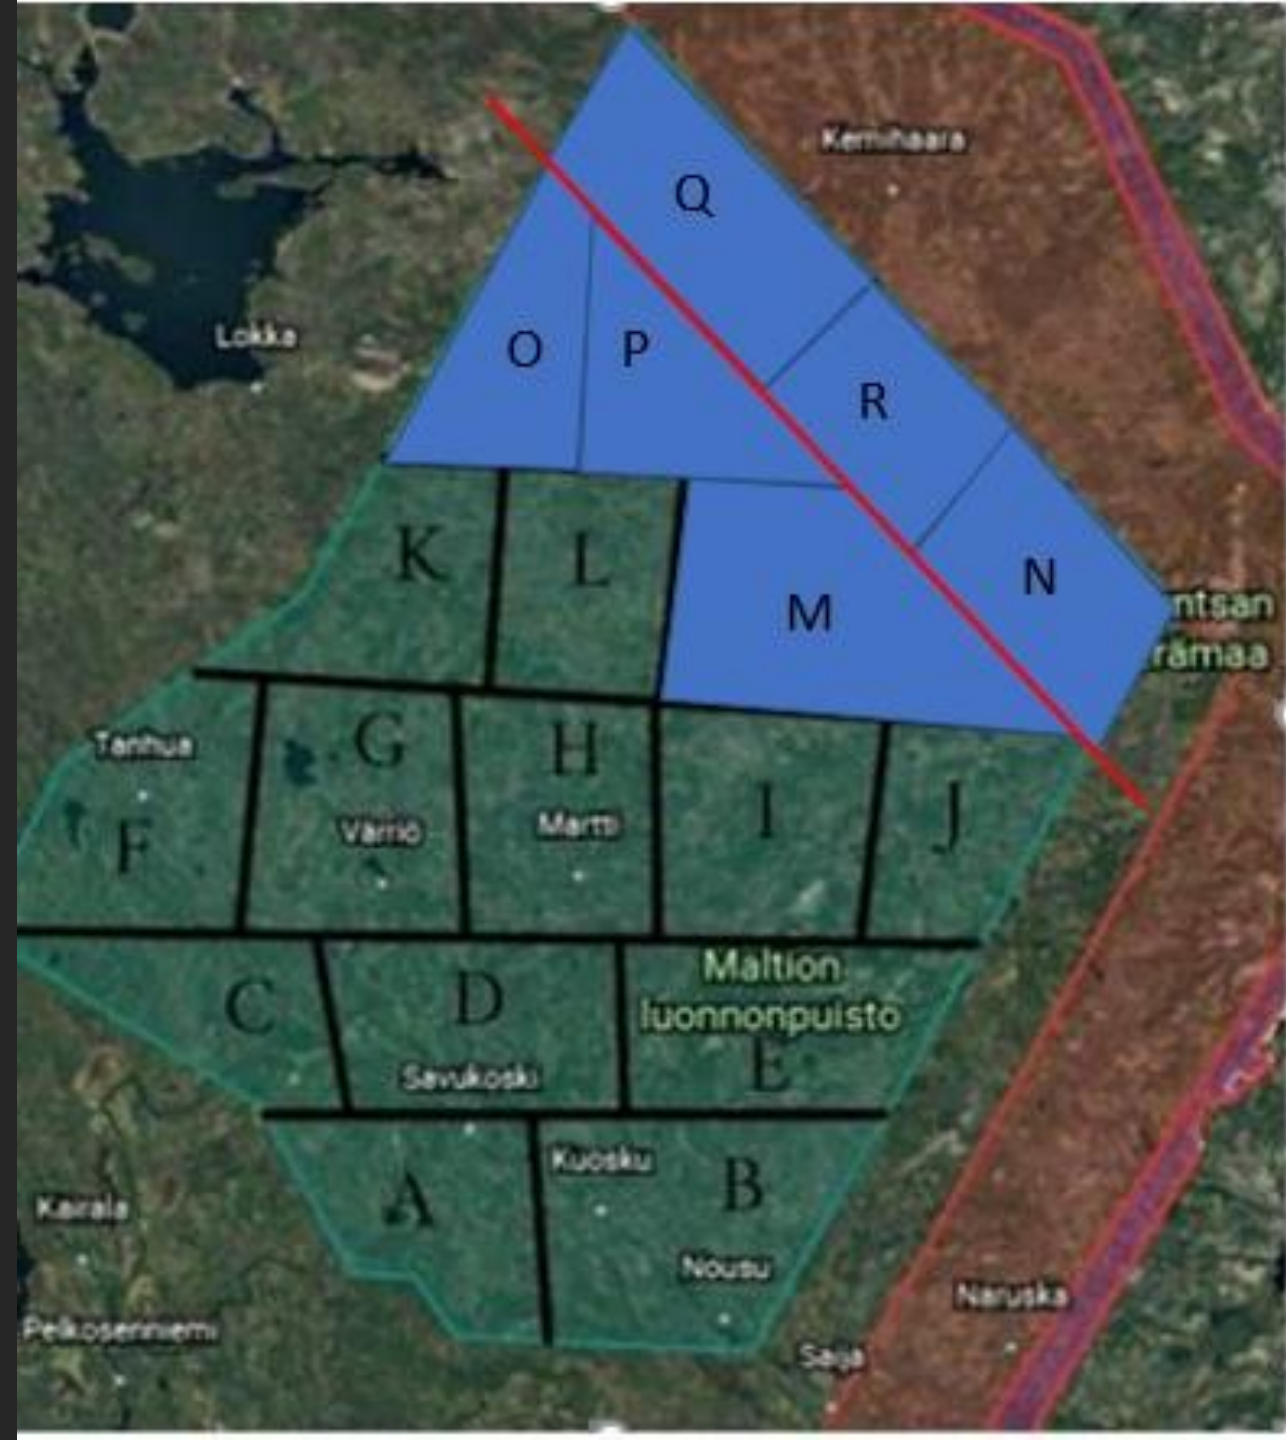 Q
Kemihaara
Lokka
O
P
R
K
L
M
N
ntsan
rämaa
Tanhua
G
H
I
J
F
Värriö
Martti
C
D
Maltion
luonnonpuisto
E
Savukoski
A
Kuosku
B
Kairala
Nousu
Naruska
Pelkosenniemi
Saija